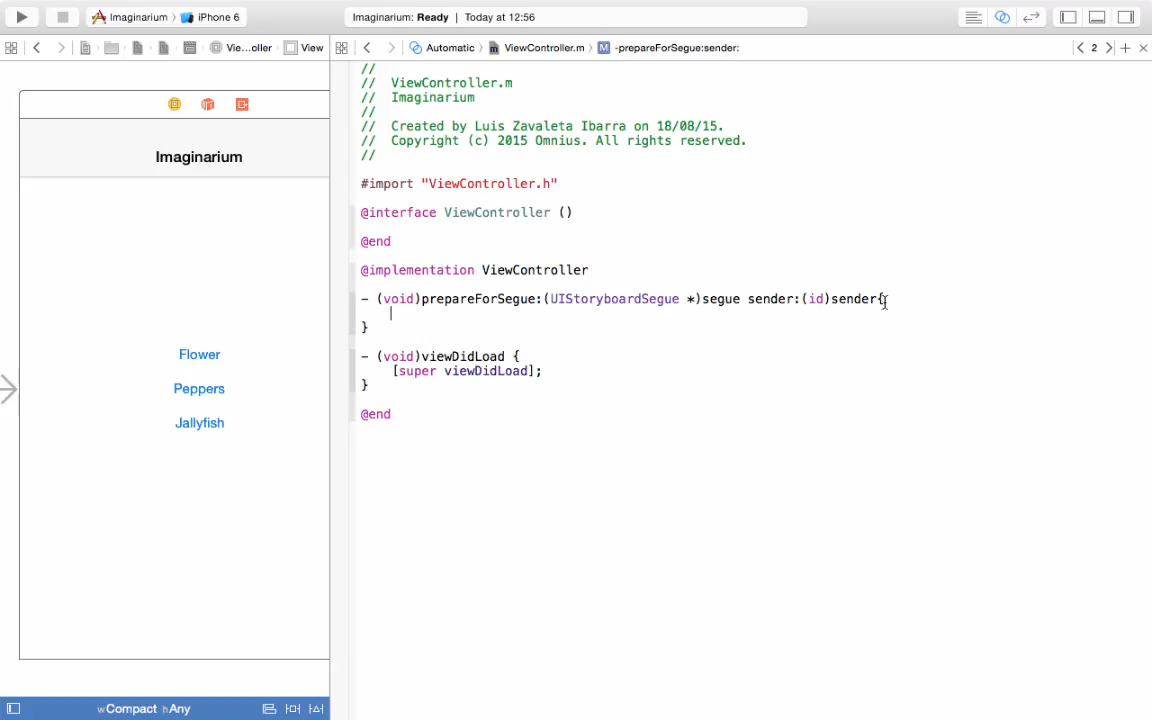 Imaginarium 〉 iPhone 6
Imaginarium: Ready | Today at 12:56
Vie...oller
View
Automatic 〉 ViewController.m 〉 M -prepareForSegue:sender:
2
Imaginarium
Flower
Peppers
Jallyfish
wCompact hAny
//
// ViewController.m
// Imaginarium
//
// Created by Luis Zavaleta Ibarra on 18/08/15.
// Copyright (c) 2015 Omnius. All rights reserved.
//
#import "ViewController.h"
@interface ViewController ()
@end
@implementation ViewController
- (void)prepareForSegue:(UIStoryboardSegue *)segue sender:(id)sender{
}
- (void)viewDidLoad {
[super viewDidLoad];
}
@end